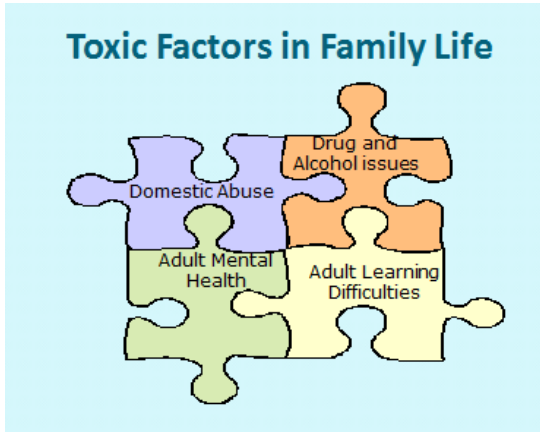 Toxic Factors in Family Life
Drug and
Alcohol issues
Domestic Abuse
Adult Mental
Health
Adult Learning
Difficulties